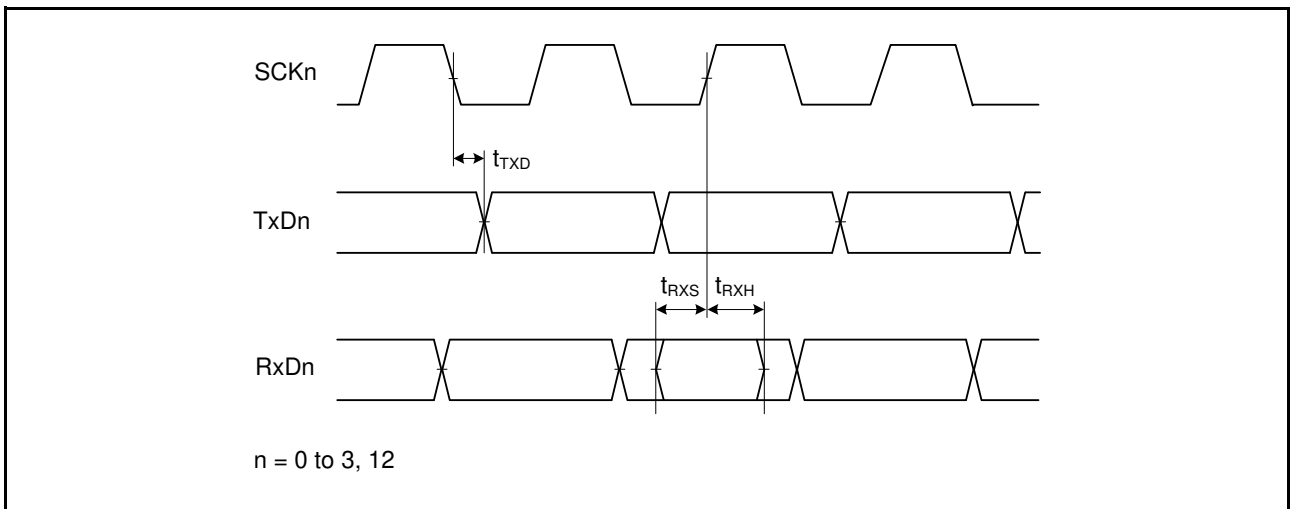 SCKn
tTXD
TxDn
tRXS tRXH
RxDn
n = 0 to 3, 12